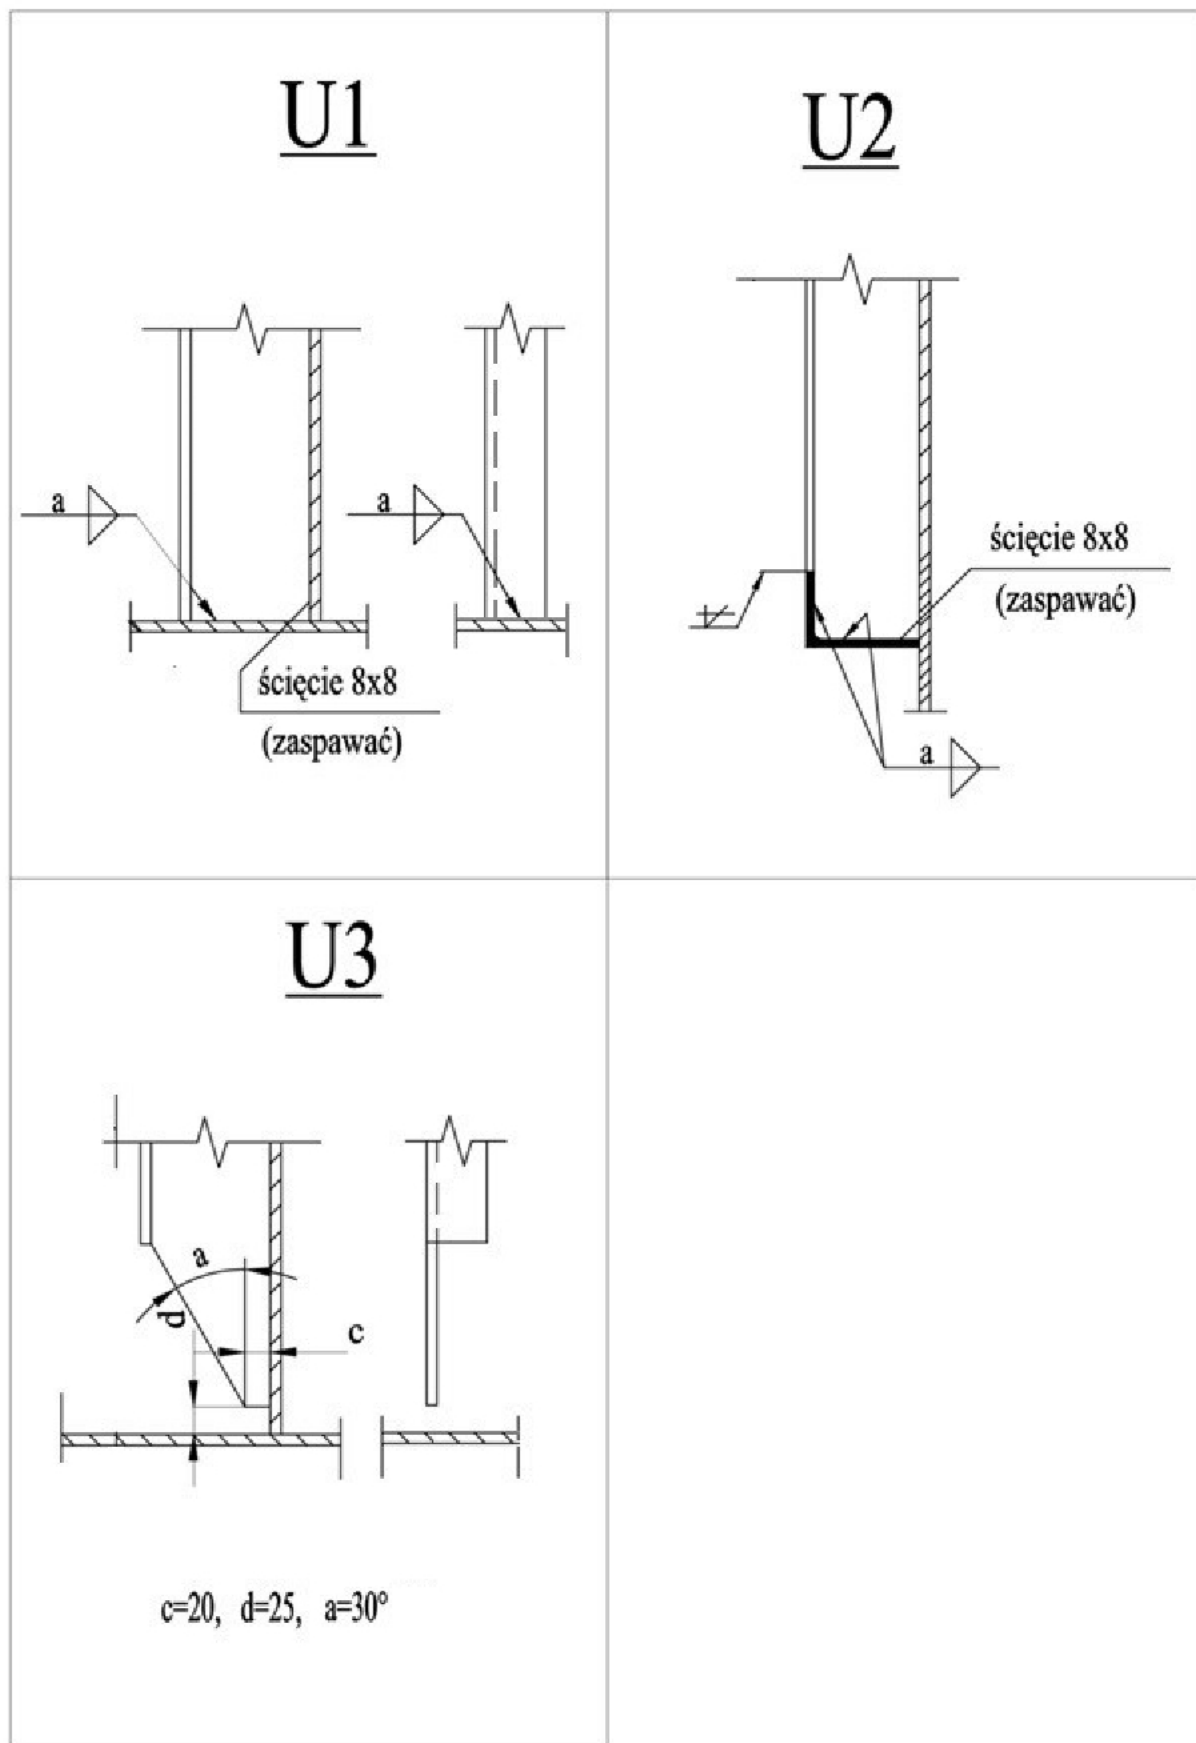 U1
a
a
ścięcie 8x8
(zaspawać)
U2
ścięcie 8x8
(zaspawać)
a
U3
a
d
c
c=20, d=25, a=30°